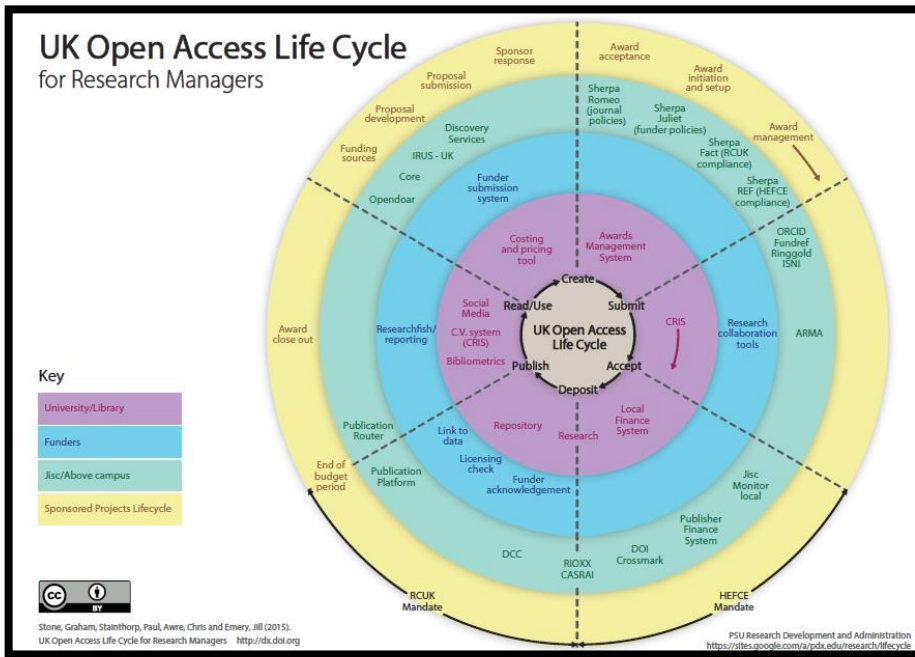 UK Open Access Life Cycle
for Research Managers
Sponsor
response
Proposal
submission
Proposal
development
Funding
sources
Award
acceptance
Award
initiation
and setup
Award
management
Discovery
Services
IRUS - UK
Core
Opendoar
Sherpa
Romeo
(journal
policies)
Sherpa
Juliet
(funder policies)
Sherpa
Fact (RCUK
compliance)
Sherpa
REF (HEFCE
compliance)
ORCID
Fundref
Ringgold
ISNI
ARMA
Funder
submission
system
Costing
and pricing
tool
Awards
Management
System
Create
Submit
Accept
Deposit
Publish
Read/Use
UK Open Access
Life Cycle
Social
Media
C.V. system
(CRIS)
Bibliometrics
CRIS
Researchfish/
reporting
Research
collaboration
tools
Award
close out
Repository
Research
Local
Finance
System
Link to
data
Licensing
check
Funder
acknowledgement
Publication
Router
Publication
Platform
End of
budget
period
DCC
RIOXX
CASRAI
DOI
Crossmark
Publisher
Finance
System
Jisc
Monitor
local
RCUK
Mandate
HEFCE
Mandate
Key
University/Library
Funders
Jisc/Above campus
Sponsored Projects Lifecycle
cc
BY
Stone, Graham, Stainthorp, Paul, Awre, Chris and Emery, Jill (2015).
UK Open Access Life Cycle for Research Managers http://dx.doi.org
PSU Research Development and Administration
https://sites.google.com/a/pdx.edu/research/lifecycle